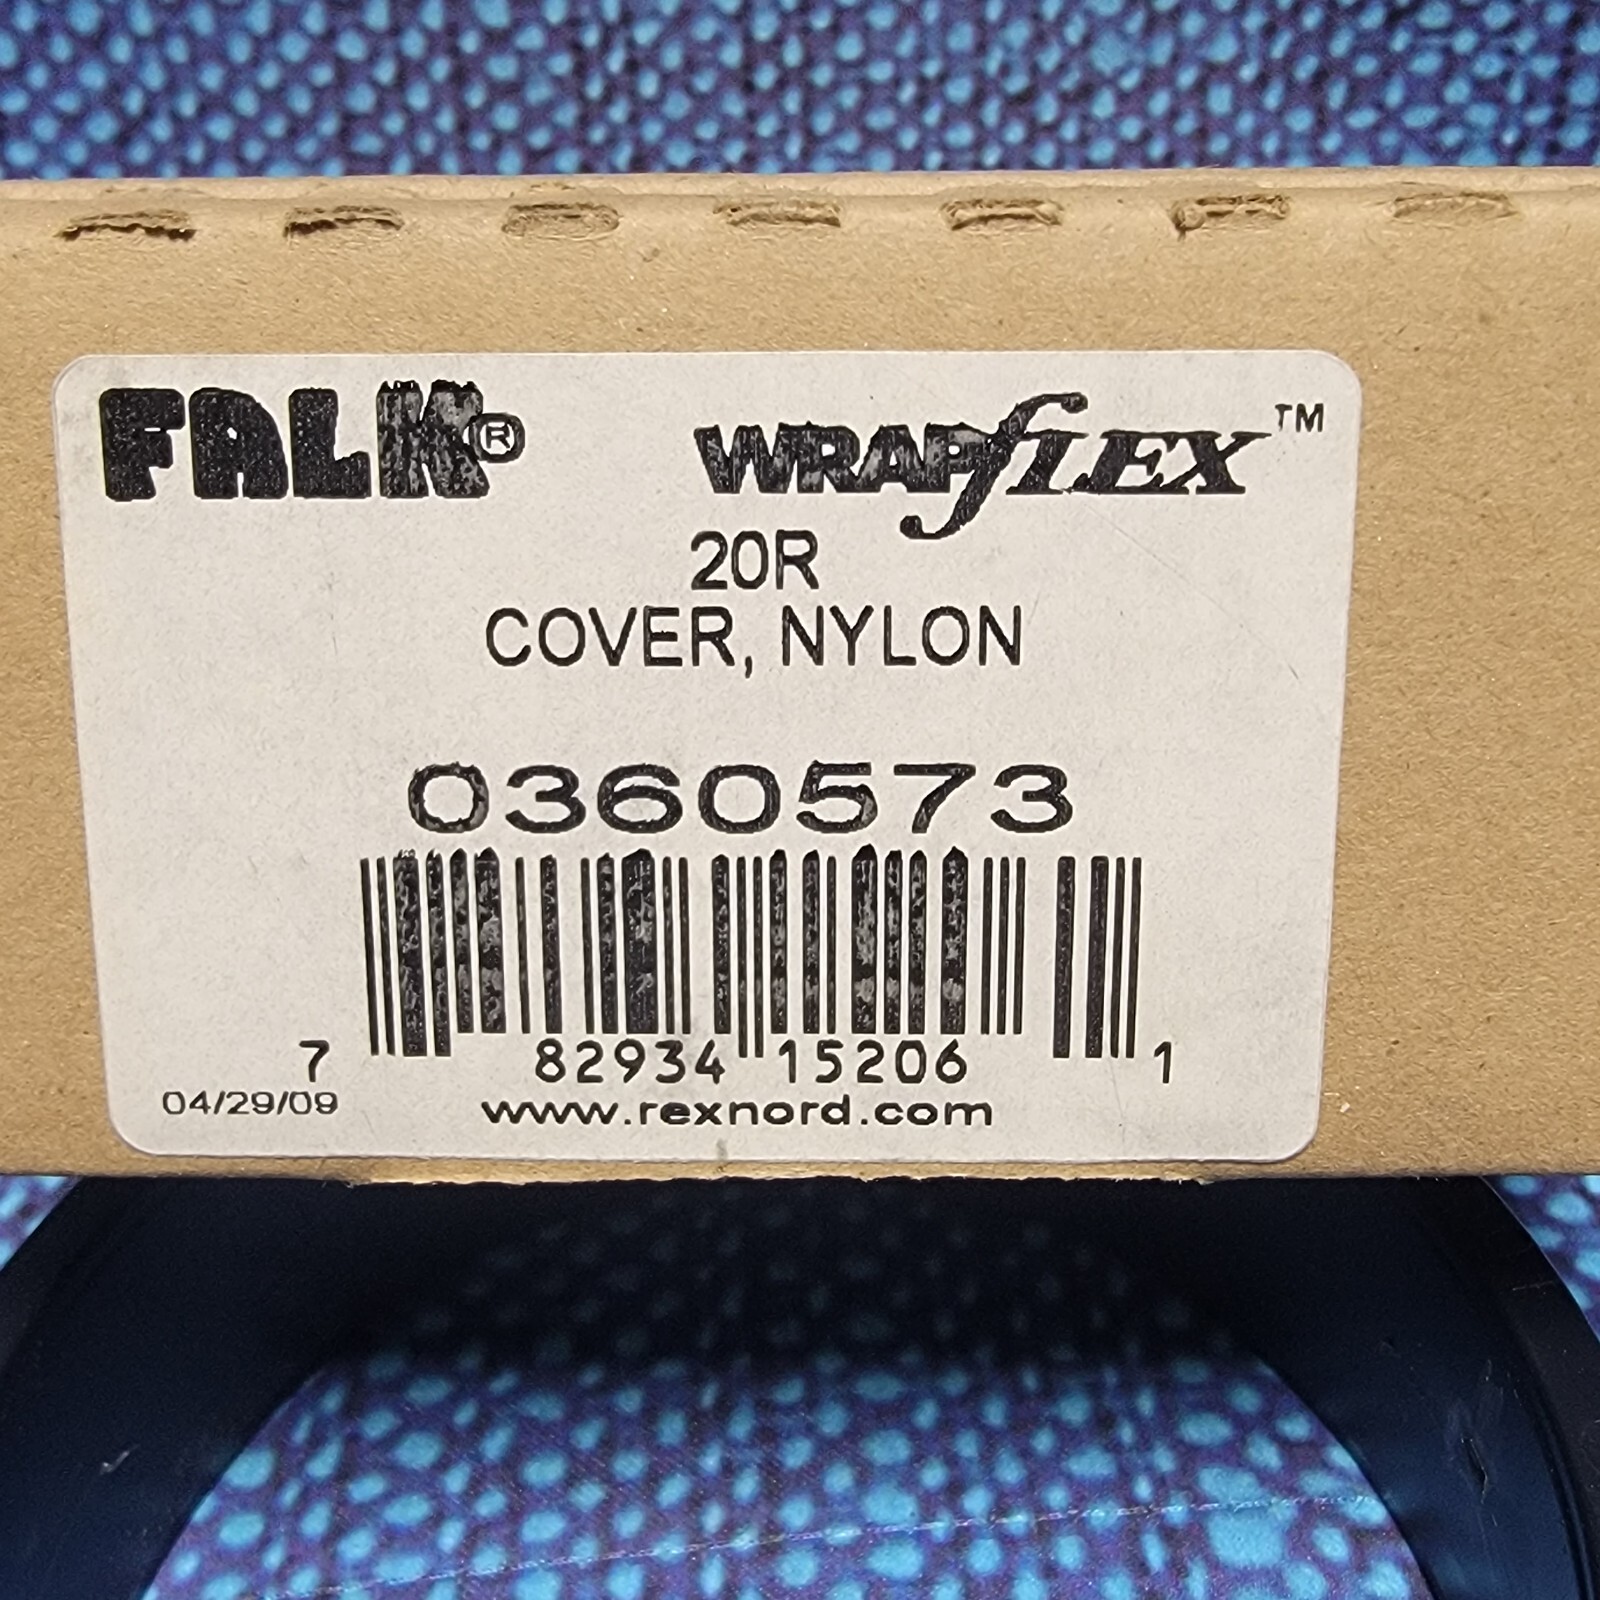 FALK® WRAPfLEX™
20R
COVER, NYLON
0360573
7 82934 15206 1
04/29/09 www.rexnord.com